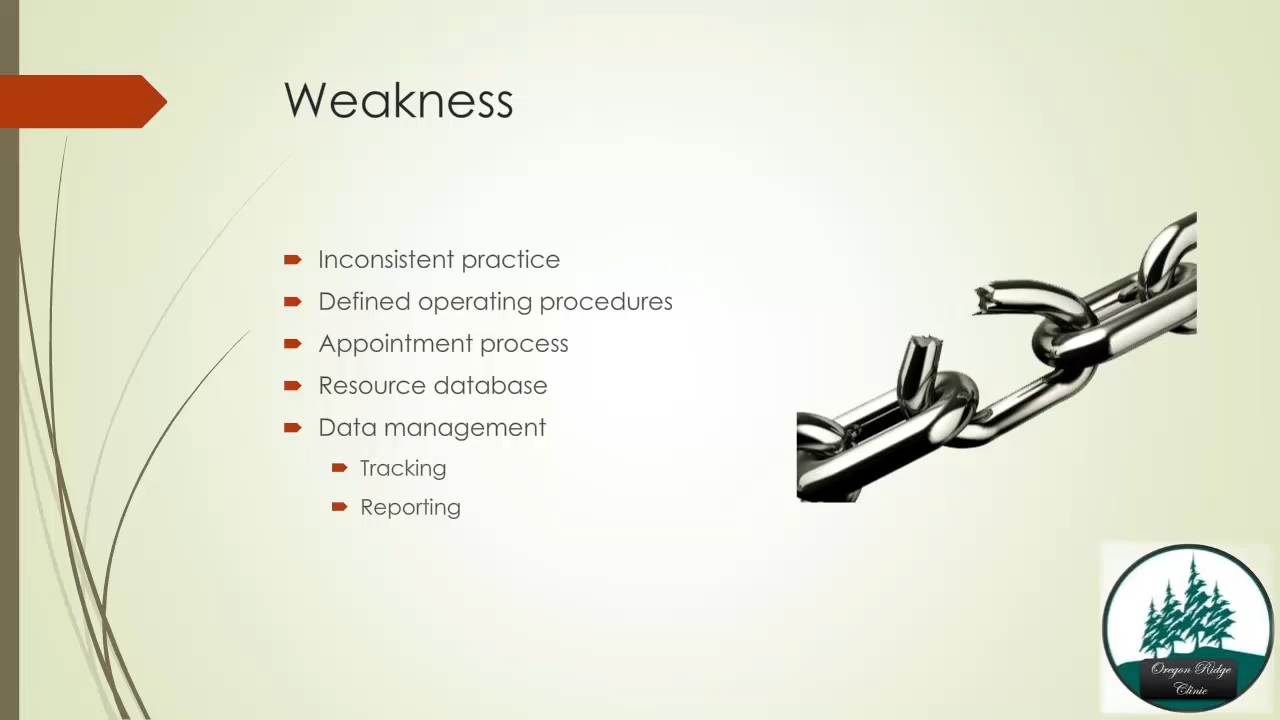 Weakness
Inconsistent practice
Defined operating procedures
Appointment process
Resource database
Data management
Tracking
Reporting
Oregon Ridge
Clinic